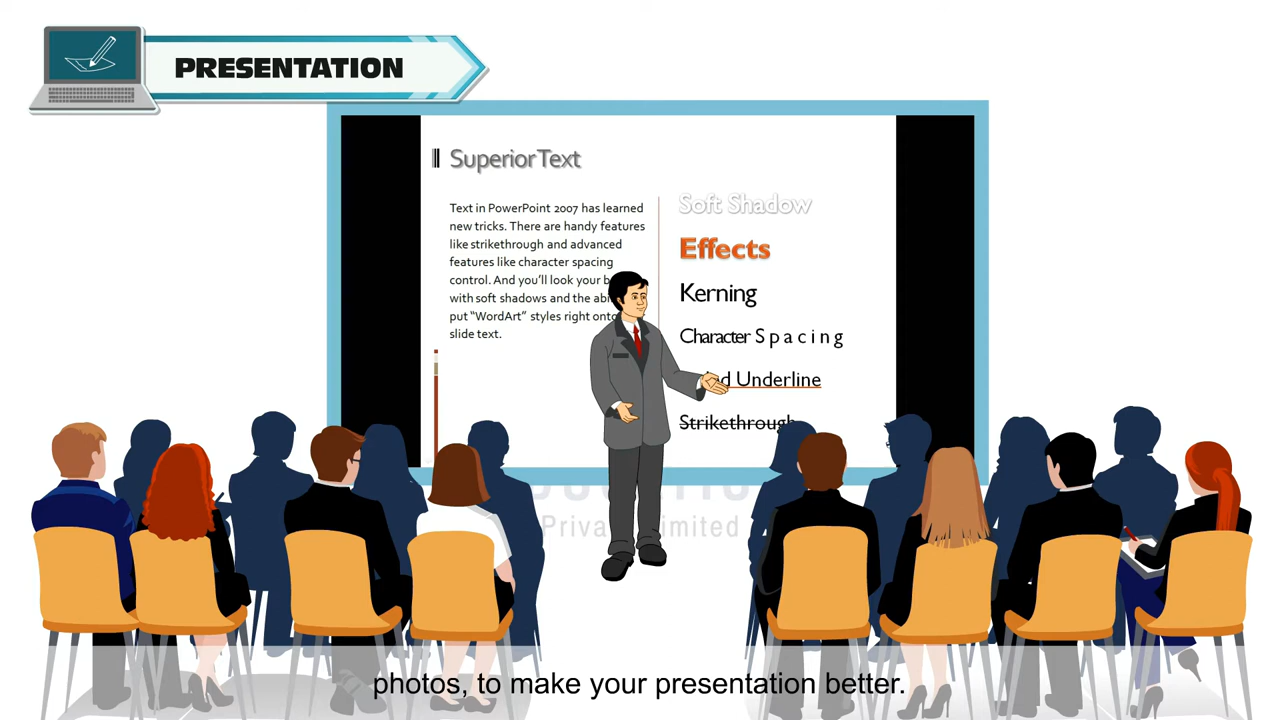 PRESENTATION
Superior Text
Text in PowerPoint 2007 has learned
new tricks. There are handy features
like strikethrough and advanced
features like character spacing
control. And you'll look your
with soft shadows and the
put "WordArt" styles right onto
slide text.
Soft Shadow
Effects
Kerning
Character Spacing
Underline
Strikethrough
Limited
photos, to make your presentation better.